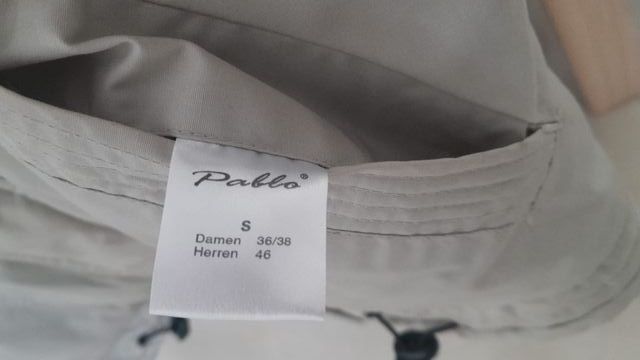 Pablo®
S
Damen 36/38
Herren 46